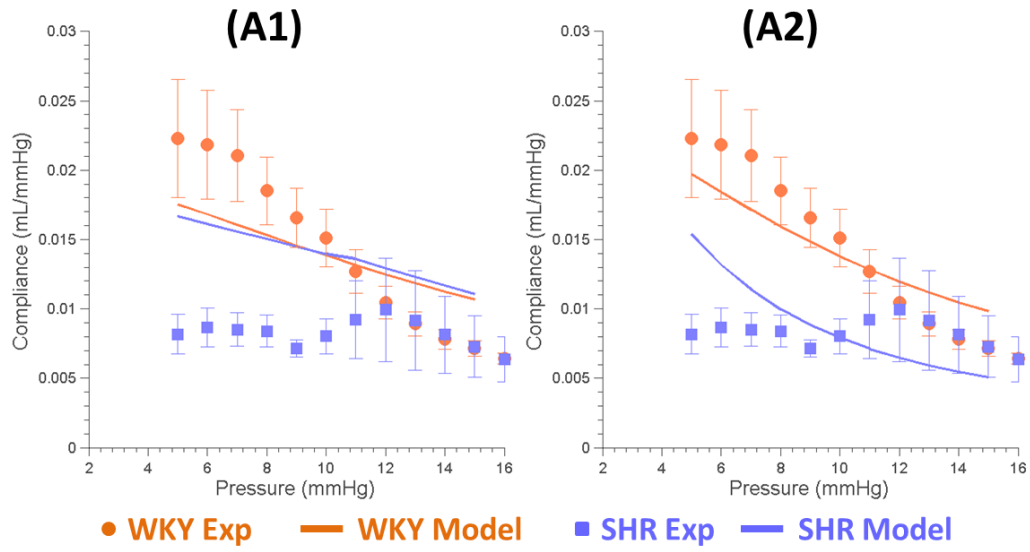 (A1)
0.03
0.025
0.02
0.015
0.01
0.005
0
Compliance (mL/mmHg)
2 4 6 8 10 12 14 16
Pressure (mmHg)
(A2)
0.03
0.025
0.02
0.015
0.01
0.005
0
Compliance (mL/mmHg)
2 4 6 8 10 12 14 16
Pressure (mmHg)
WKY Exp WKY Model SHR Exp SHR Model